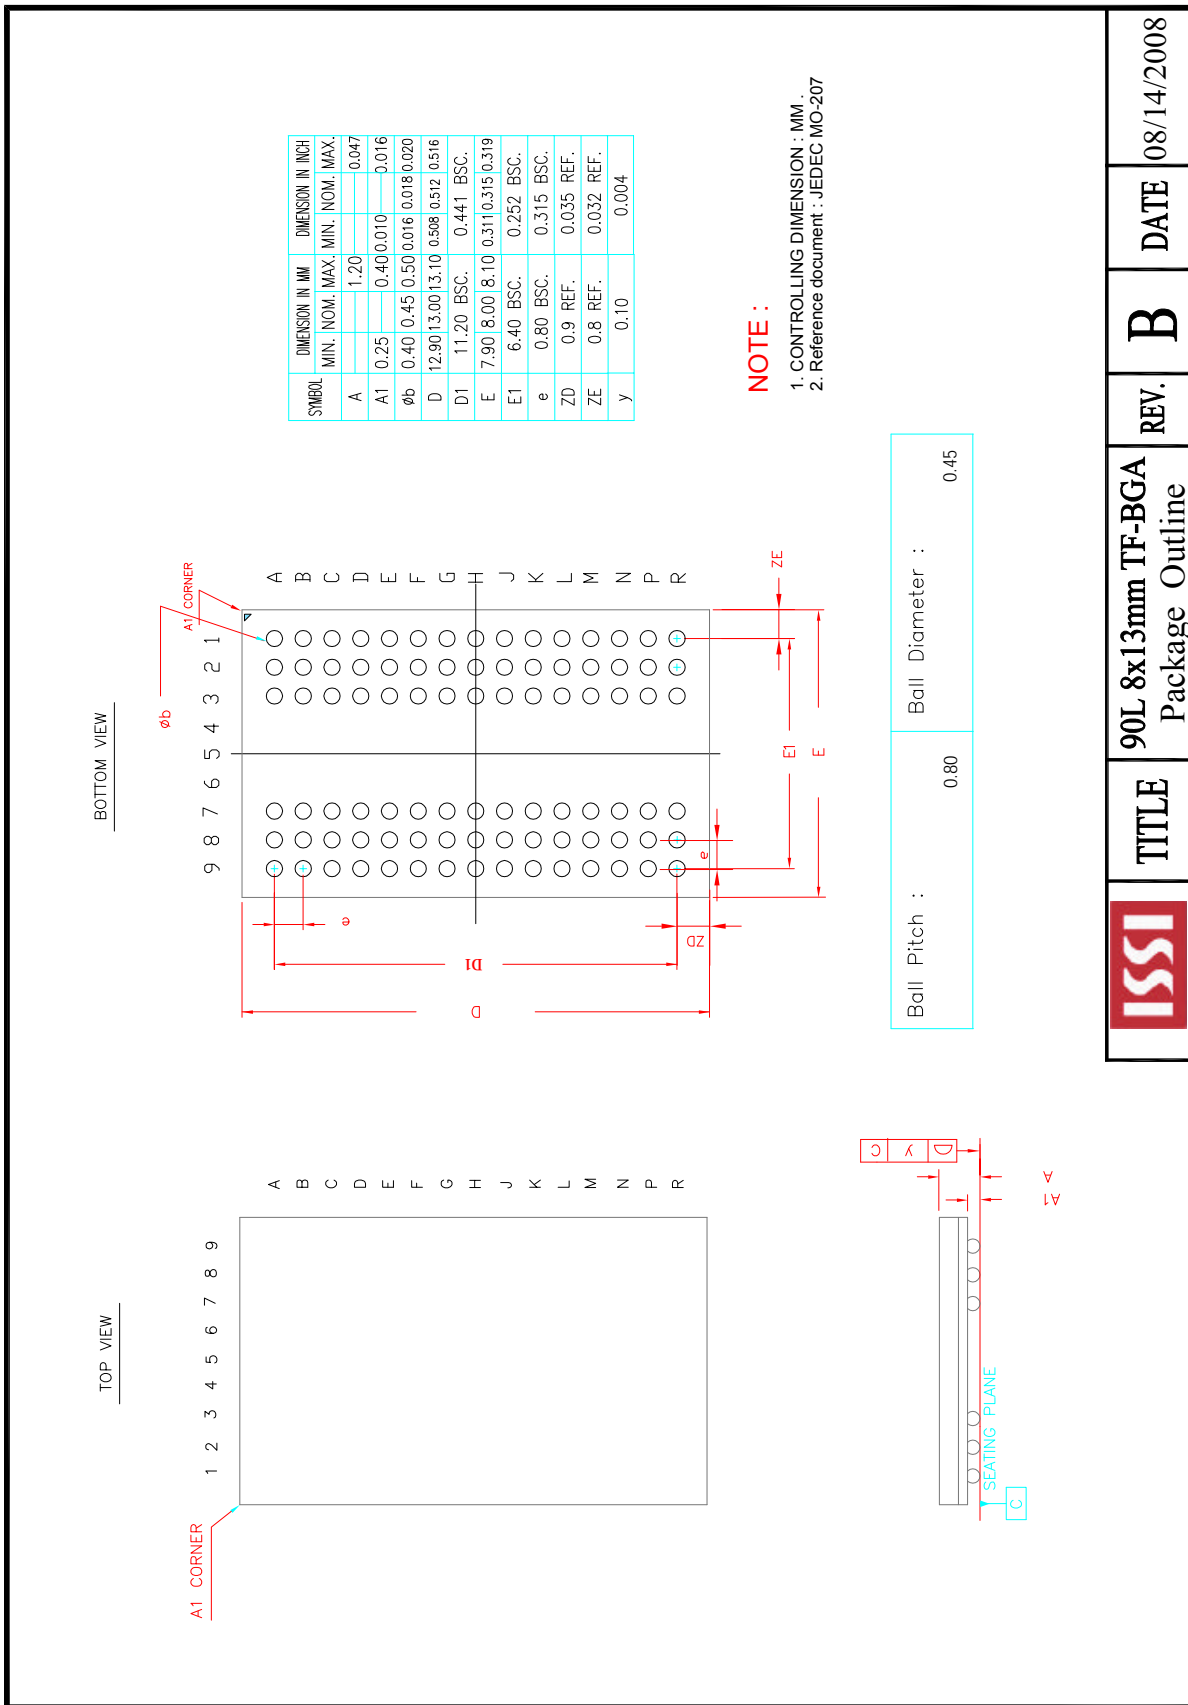 TOP VIEW
A1 CORNER
1 2 3 4 5 6 7 8 9
A
B
C
D
E
F
G
H
J
K
L
M
N
P
R
SEATING PLANE
C
A1
A
y C
BOTTOM VIEW
9 8 7 6 5 4 3 2 1
øb
A1 CORNER
A
B
C
D
E
F
G
H
J
K
L
M
N
P
R
e
D1
D
ZD
e
E1
E
ZE
SYMBOL DIMENSION IN MM DIMENSION IN INCH
MIN. NOM. MAX. MIN. NOM. MAX.
A 1.20 0.047
A1 0.25 0.40 0.010 0.016
øb 0.40 0.45 0.50 0.016 0.018 0.020
D 12.90 13.00 13.10 0.508 0.512 0.516
D1 11.20 BSC. 0.441 BSC.
E 7.90 8.00 8.10 0.311 0.315 0.319
E1 6.40 BSC. 0.252 BSC.
e 0.80 BSC. 0.315 BSC.
ZD 0.9 REF. 0.035 REF.
ZE 0.8 REF. 0.032 REF.
y 0.10 0.004
NOTE :
1. CONTROLLING DIMENSION : MM .
2. Reference document : JEDEC MO-207
Ball Pitch : 0.80 Ball Diameter : 0.45
ISSI
TITLE
90L 8x13mm TF-BGA
Package Outline
REV.
B
DATE
08/14/2008